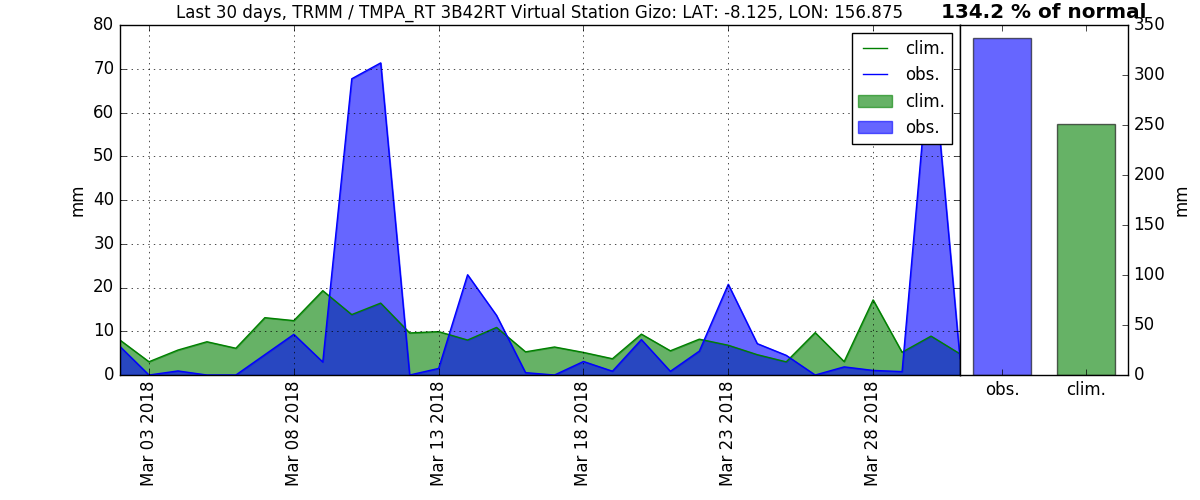 Last 30 days, TRMM / TMPA_RT 3B42RT Virtual Station Gizo: LAT: -8.125, LON: 156.875
134.2 % of normal
80
70
60
50
40
30
20
10
0
mm
clim.
obs.
clim.
obs.
350
300
250
200
150
100
50
0
mm
Mar 03 2018
Mar 08 2018
Mar 13 2018
Mar 18 2018
Mar 23 2018
Mar 28 2018
obs.
clim.